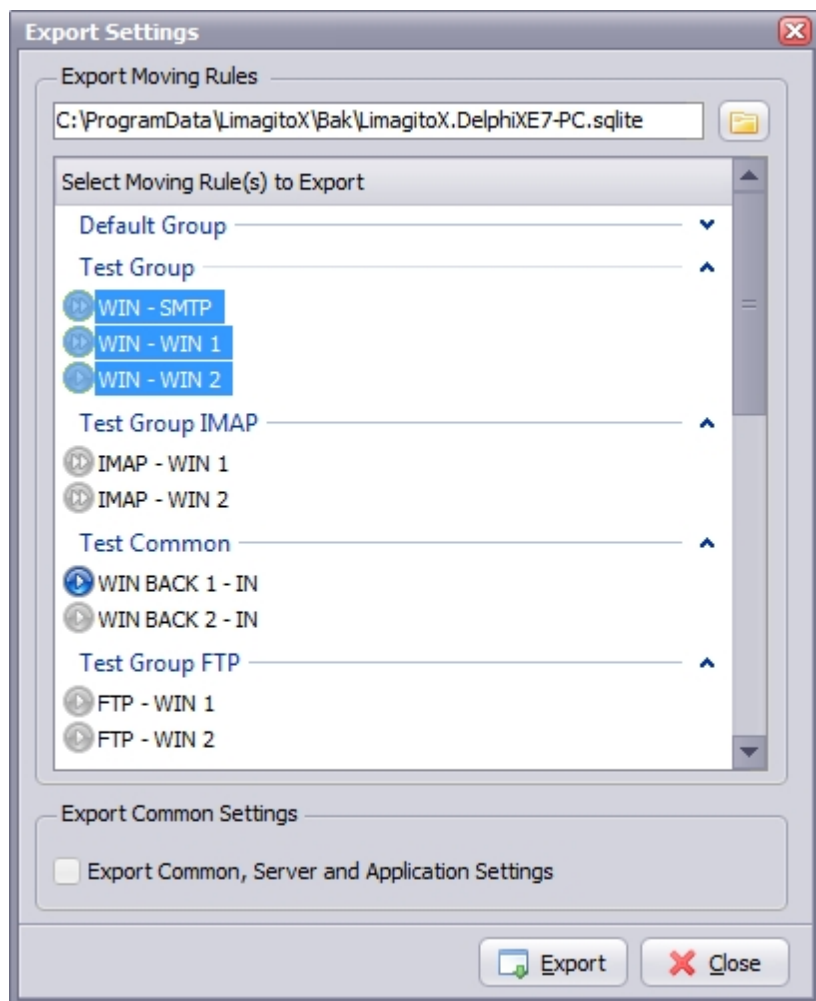 Export Settings
Export Moving Rules
C:\ProgramData\LimagitoX\Bak\LimagitoX.DelphiXE7-PC.sqlite
Select Moving Rule(s) to Export
Default Group
Test Group
WIN - SMTP
WIN - WIN 1
WIN - WIN 2
Test Group IMAP
IMAP - WIN 1
IMAP - WIN 2
Test Common
WIN BACK 1 - IN
WIN BACK 2 - IN
Test Group FTP
FTP - WIN 1
FTP - WIN 2
Export Common Settings
Export Common, Server and Application Settings
Export Close